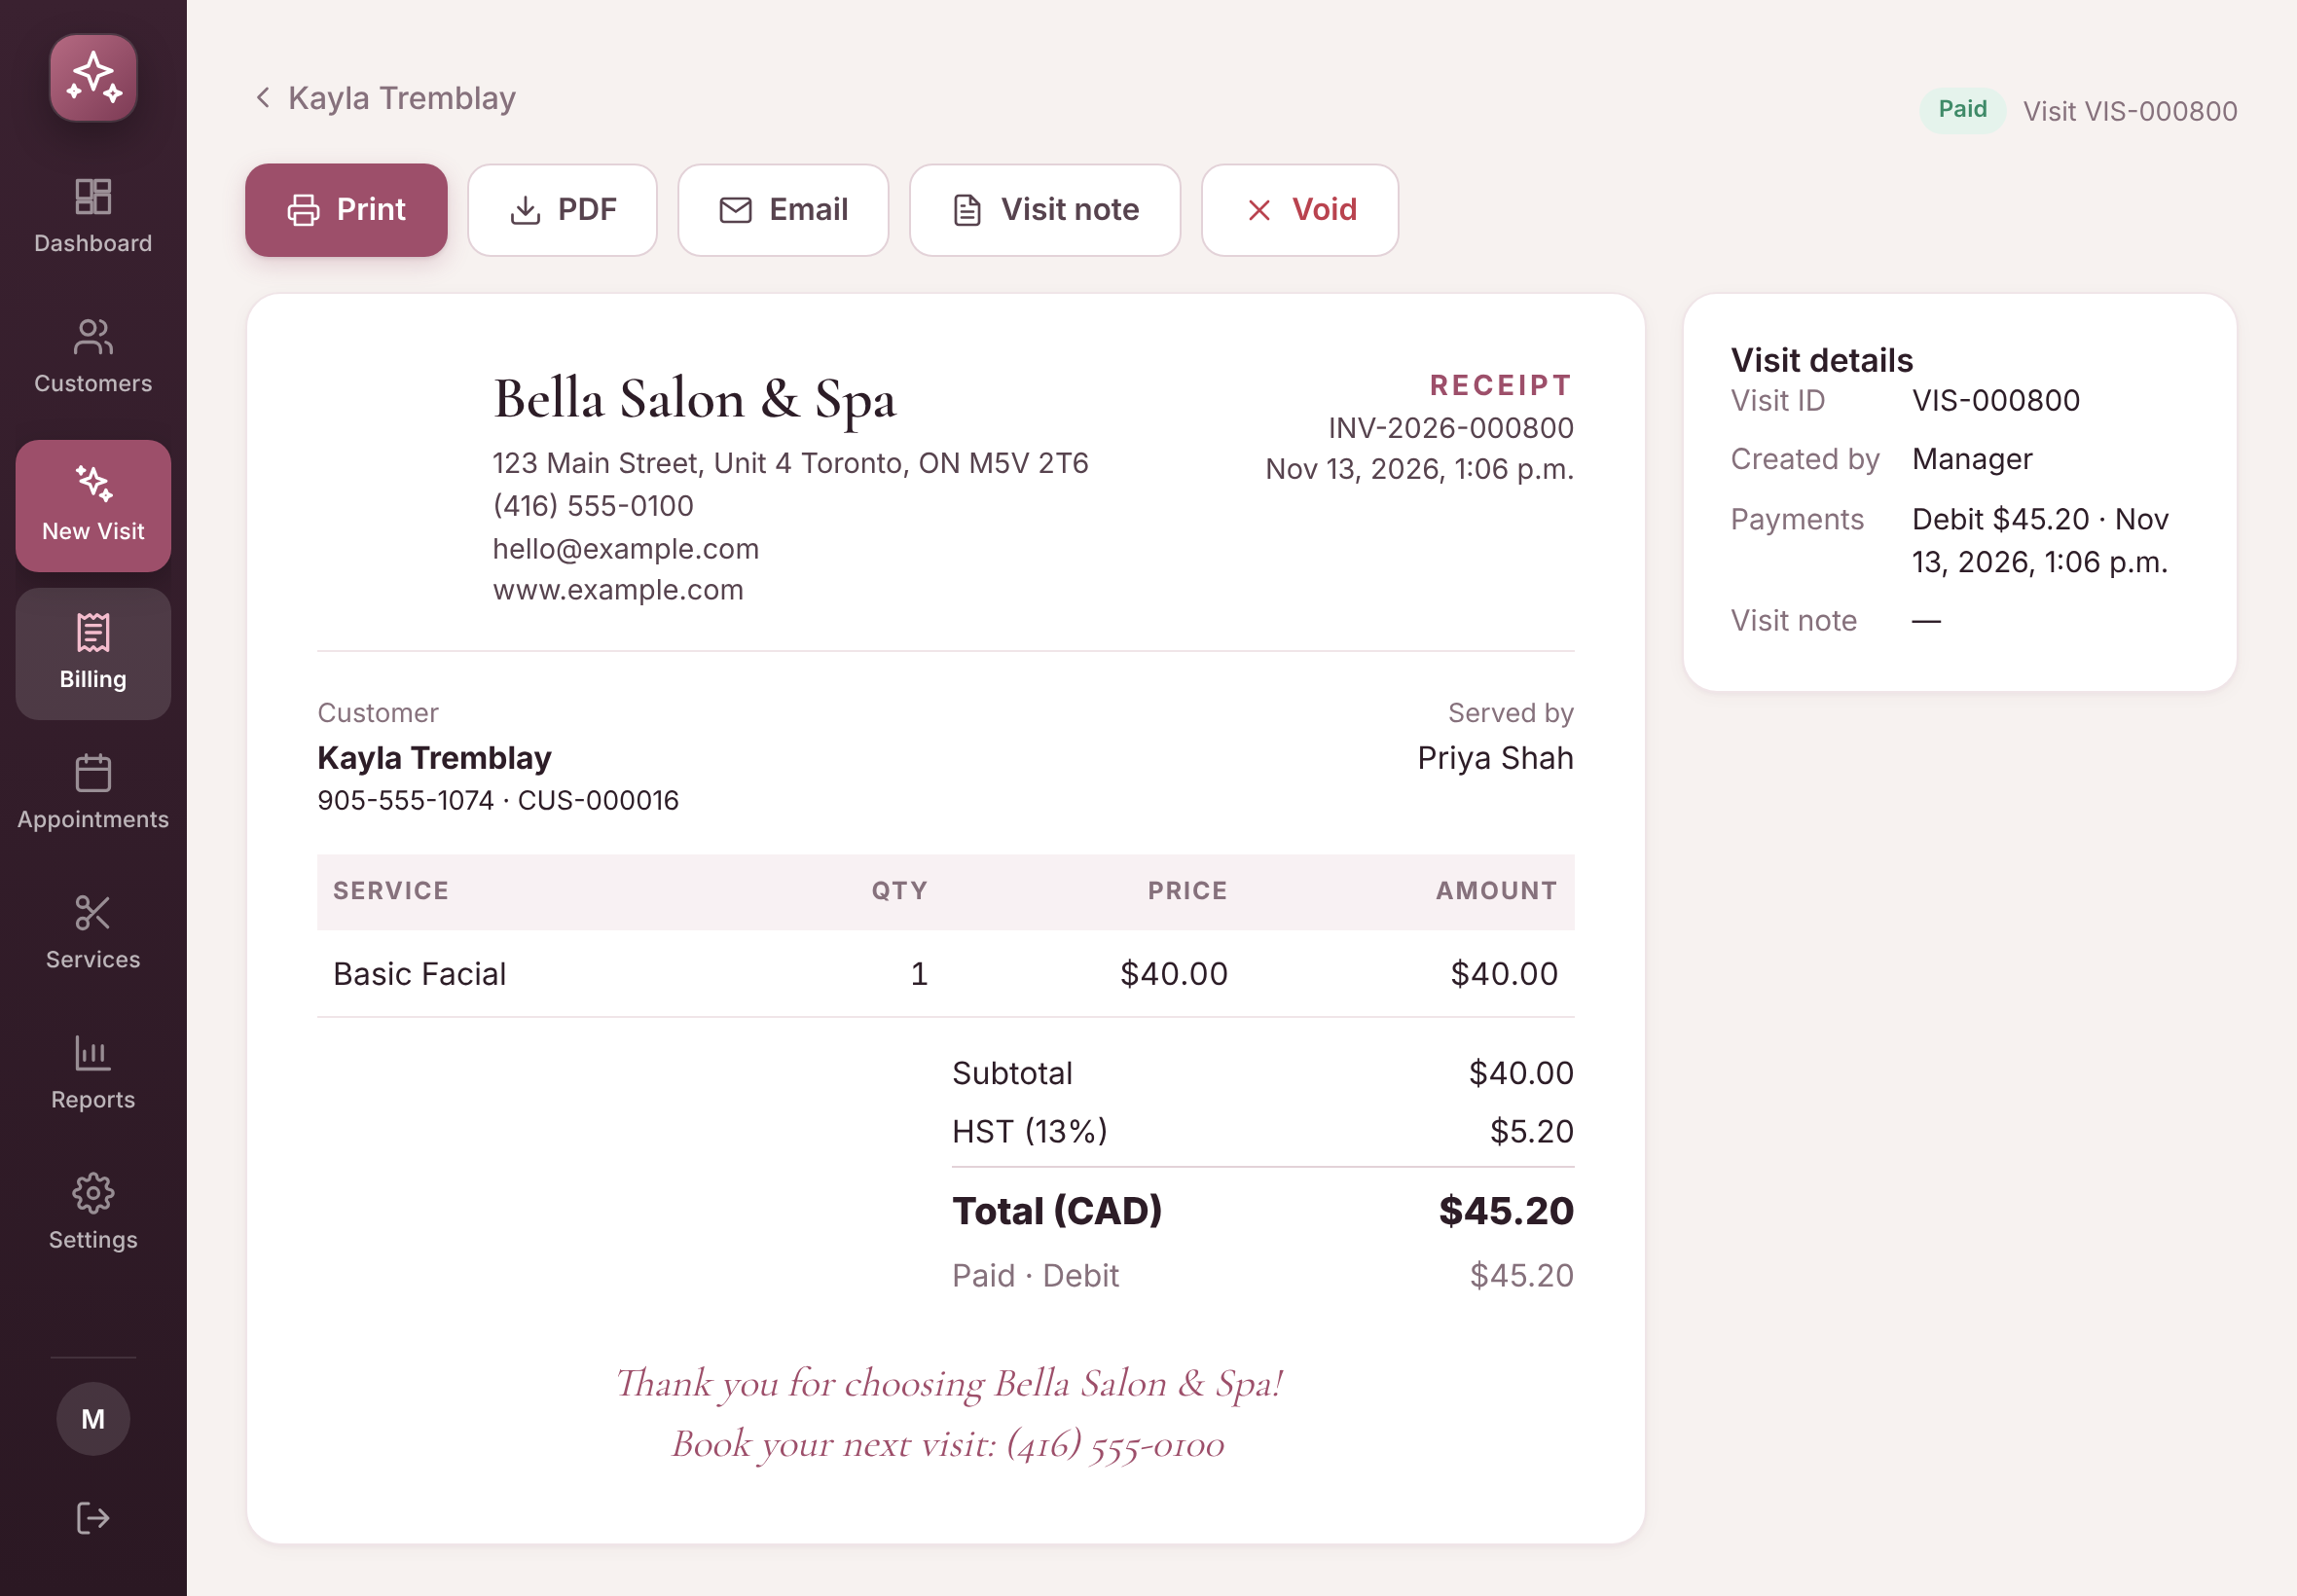 Dashboard
Customers
New Visit
Billing
Appointments
Services
Reports
Settings
M
Kayla Tremblay
Paid
Visit VIS-000800
Print
PDF
Email
Visit note
Void
Bella Salon & Spa
123 Main Street, Unit 4 Toronto, ON M5V 2T6
(416) 555-0100
hello@example.com
www.example.com
RECEIPT
INV-2026-000800
Nov 13, 2026, 1:06 p.m.
Customer
Kayla Tremblay
905-555-1074 · CUS-000016
Served by
Priya Shah
SERVICE QTY PRICE AMOUNT
Basic Facial 1 $40.00 $40.00
Subtotal $40.00
HST (13%) $5.20
Total (CAD) $45.20
Paid · Debit $45.20
Thank you for choosing Bella Salon & Spa!
Book your next visit: (416) 555-0100
Visit details
Visit ID VIS-000800
Created by Manager
Payments Debit $45.20 · Nov
13, 2026, 1:06 p.m.
Visit note —